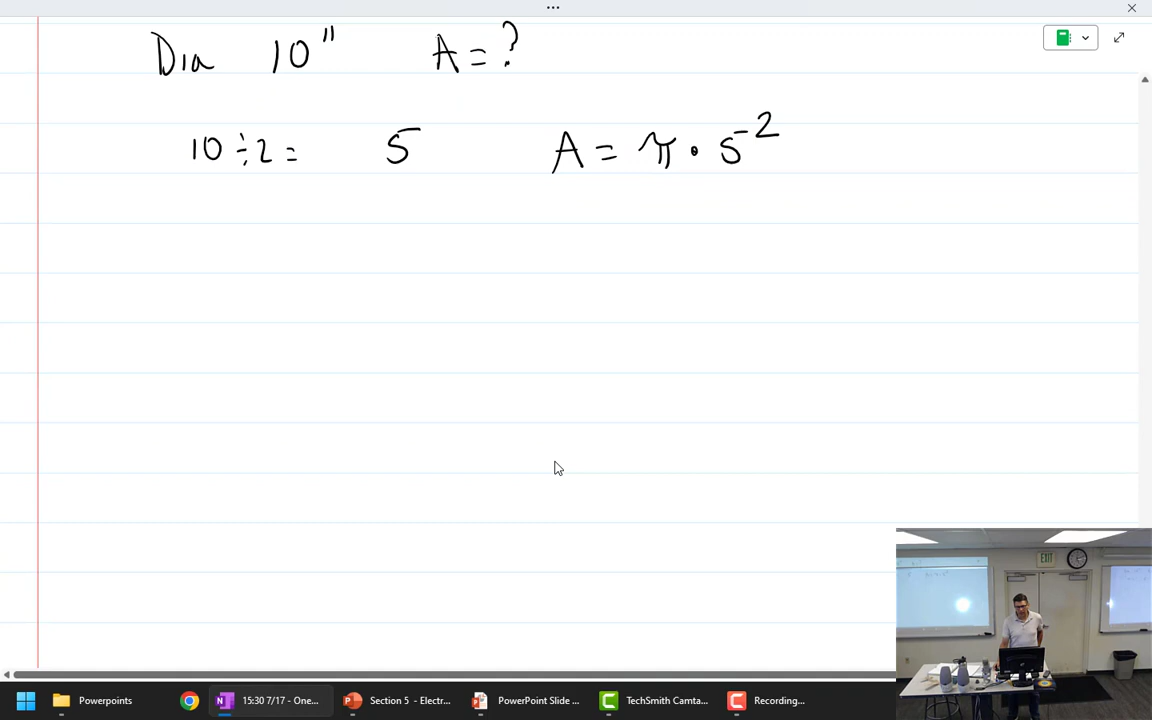 Dia 10" A = ?
10 ÷ 2 = 5 A = π · 5²
EXIT
Powerpoints
15:30 7/17 - One...
Section 5 - Electr...
PowerPoint Slide ...
TechSmith Camta...
Recording...